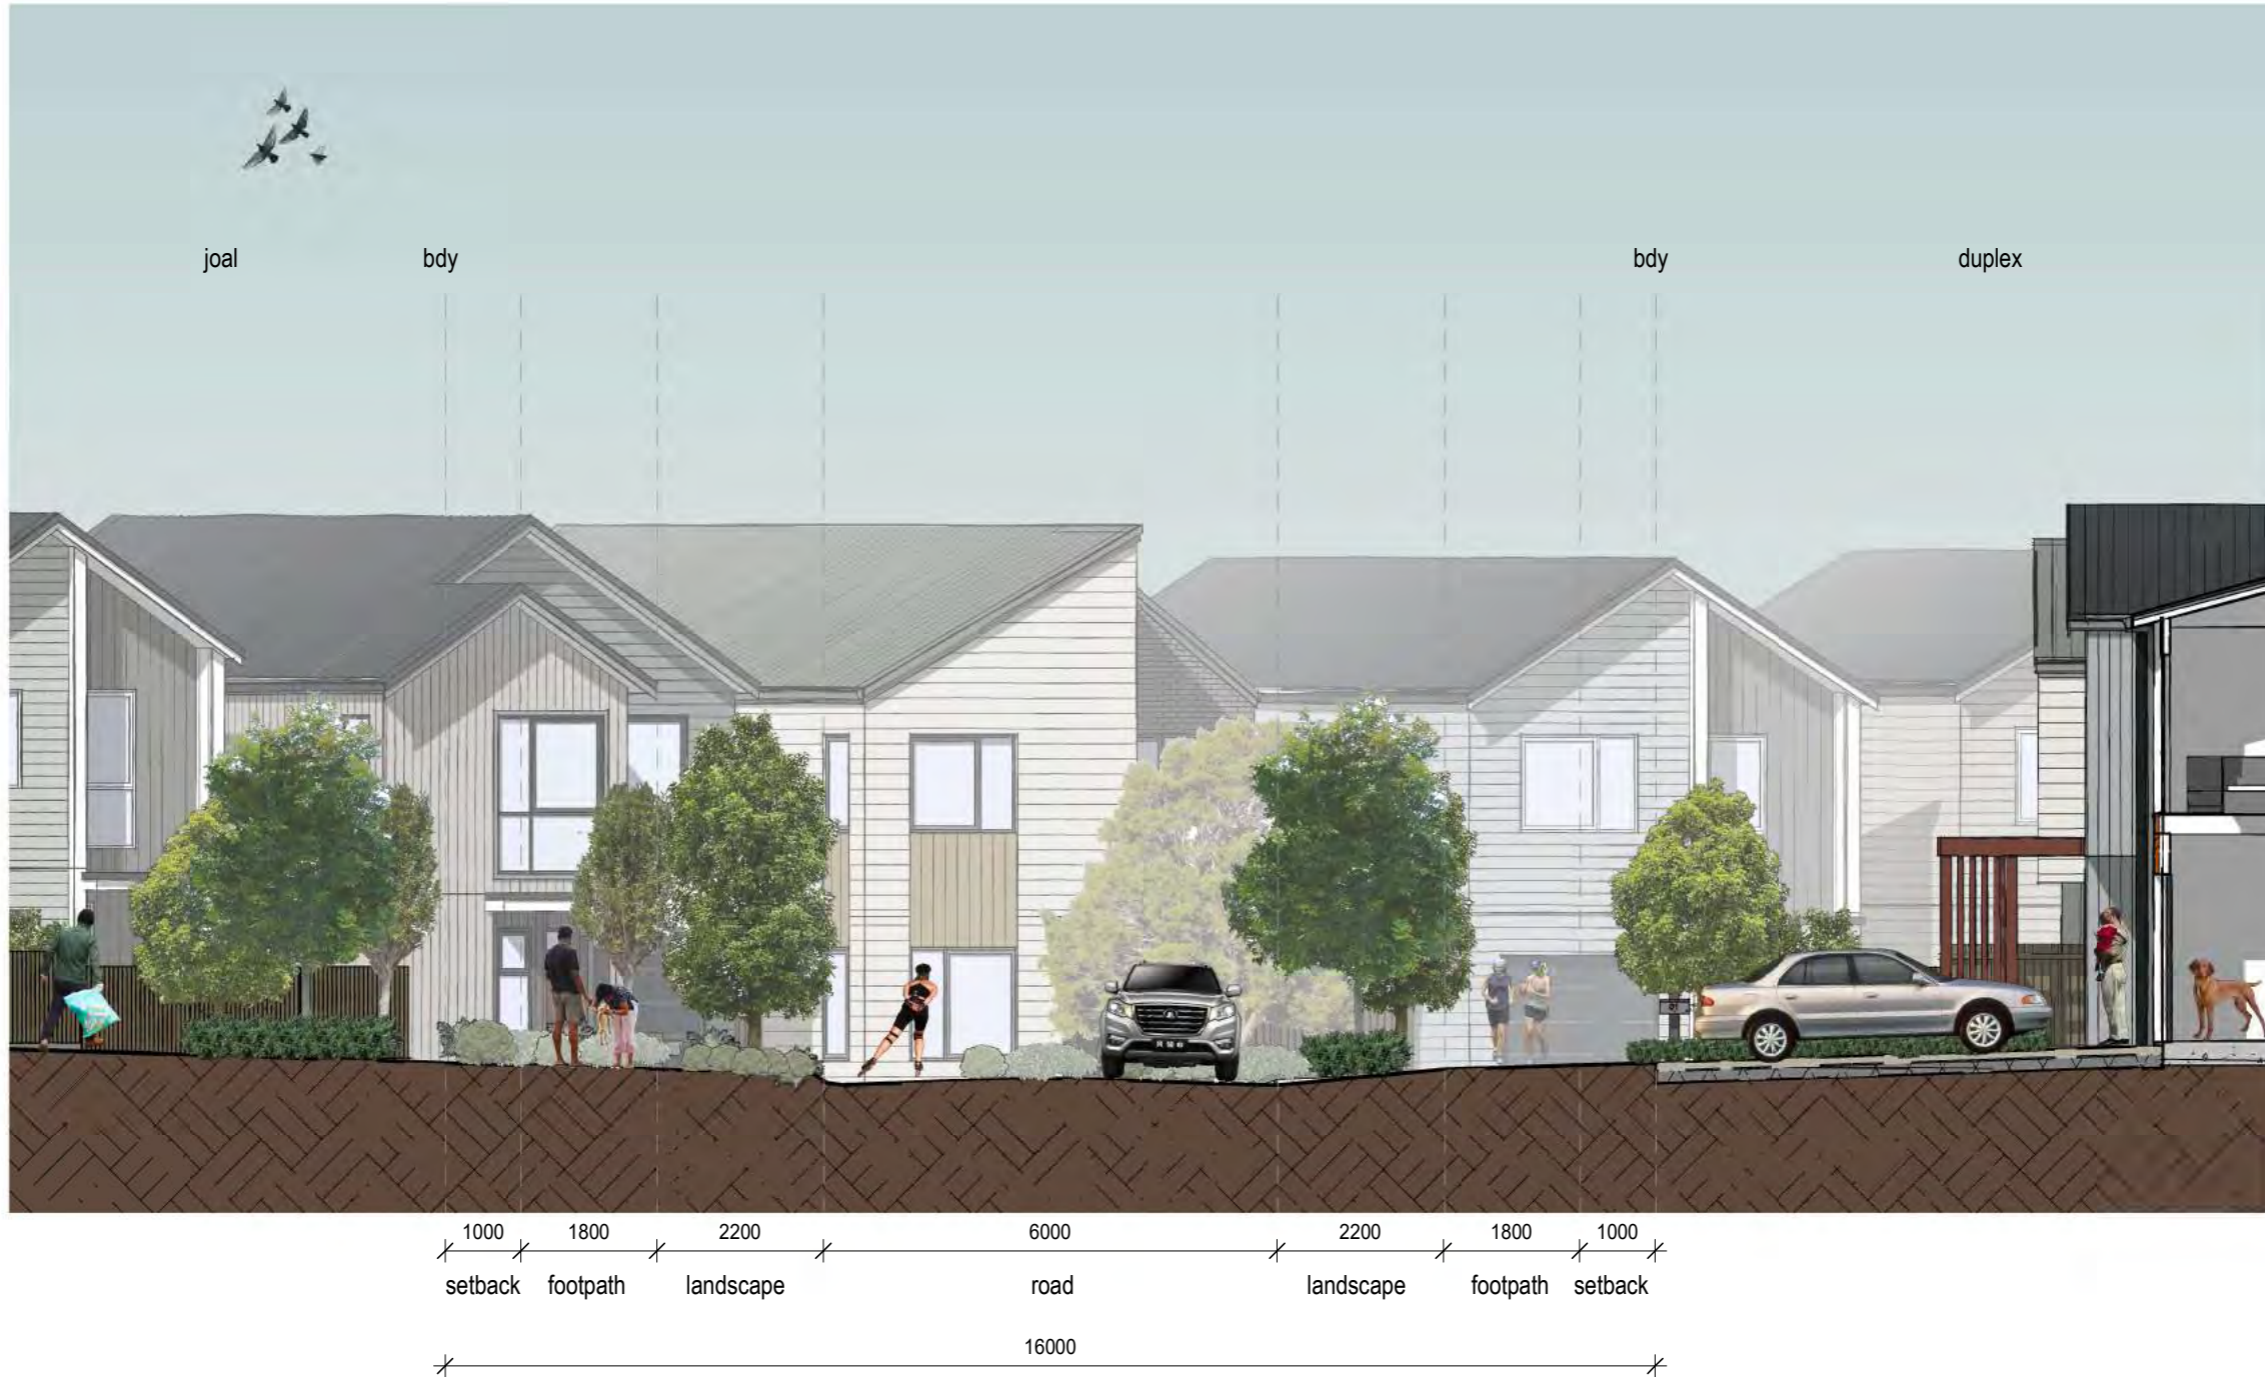 joal bdy bdy duplex
1000 1800 2200 6000 2200 1800 1000
setback footpath landscape road landscape footpath setback
16000